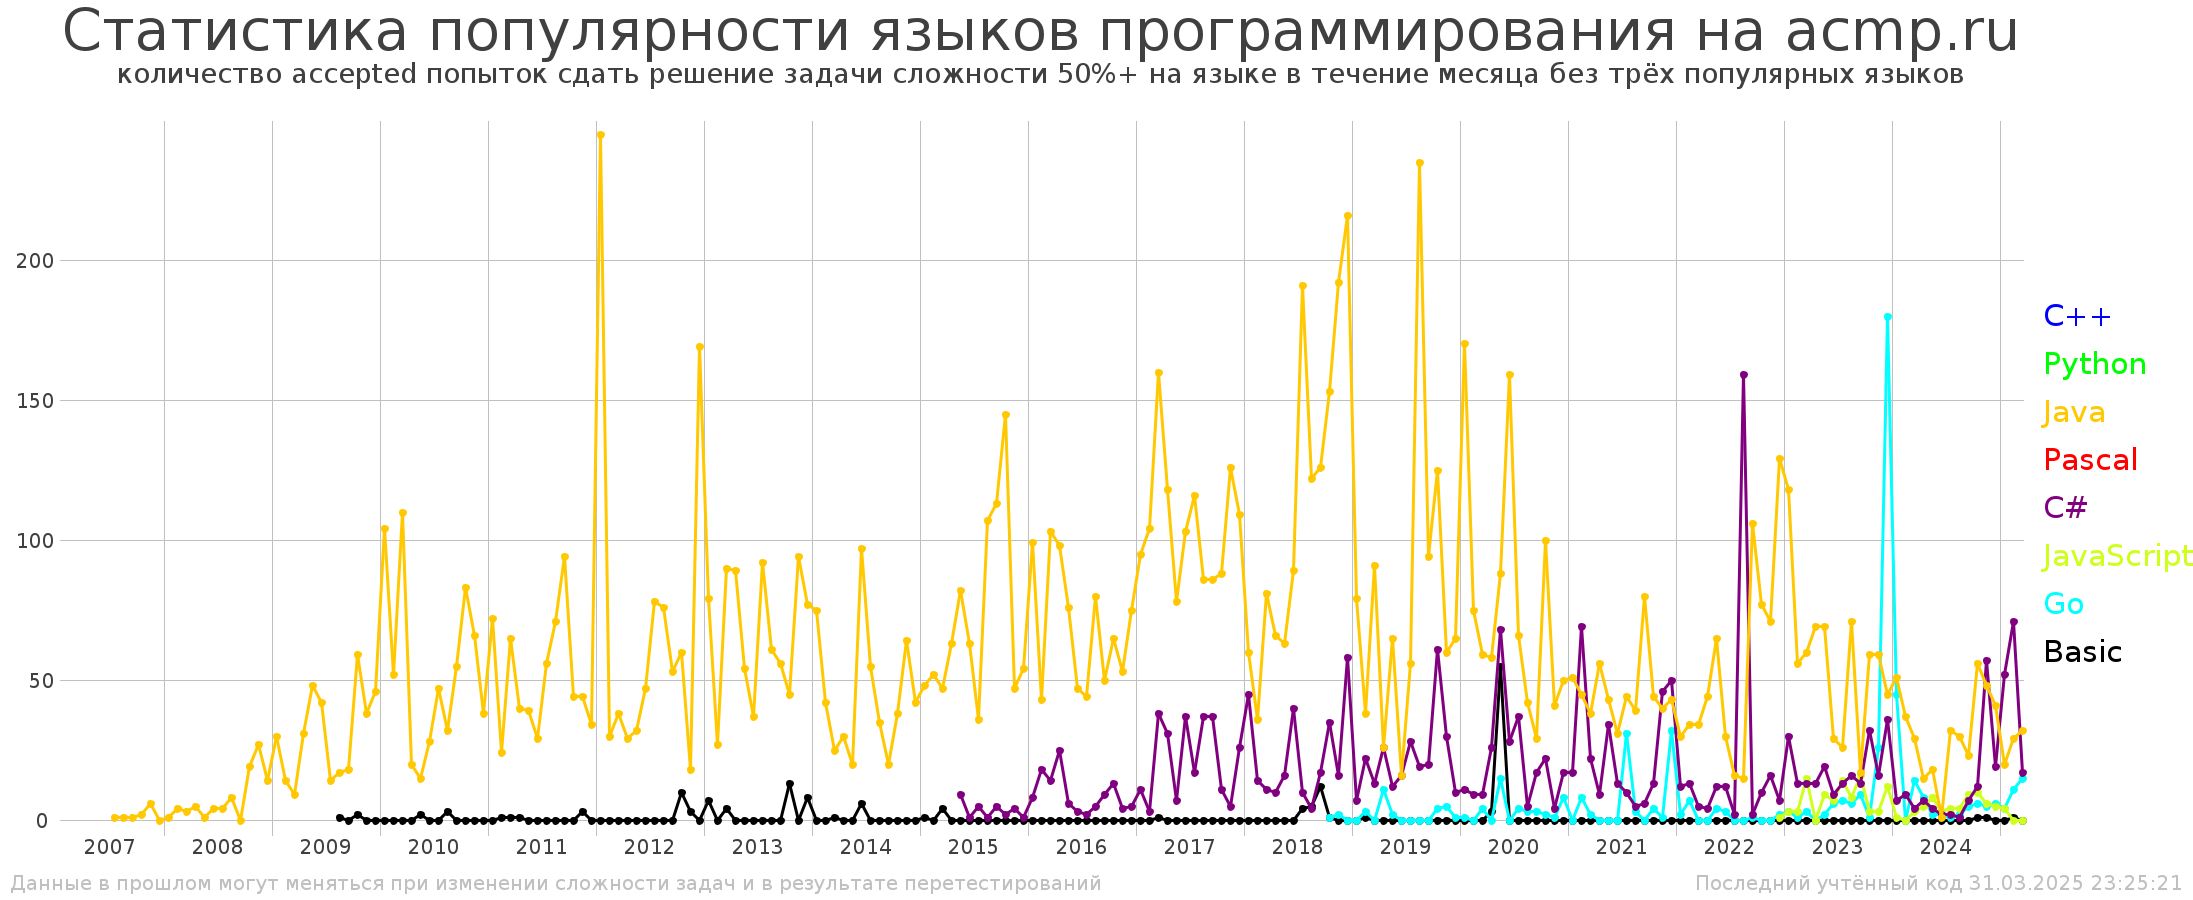 Статистика популярности языков программирования на acmp.ru
количество accepted попыток сдать решение задачи сложности 50%+ на языке в течение месяца без трёх популярных языков
200
150
100
50
0
C++
Python
Java
Pascal
C#
JavaScript
Go
Basic
2007 2008 2009 2010 2011 2012 2013 2014 2015 2016 2017 2018 2019 2020 2021 2022 2023 2024
Данные в прошлом могут меняться при изменении сложности задач и в результате перетестирований
Последний учтённый код 31.03.2025 23:25:21